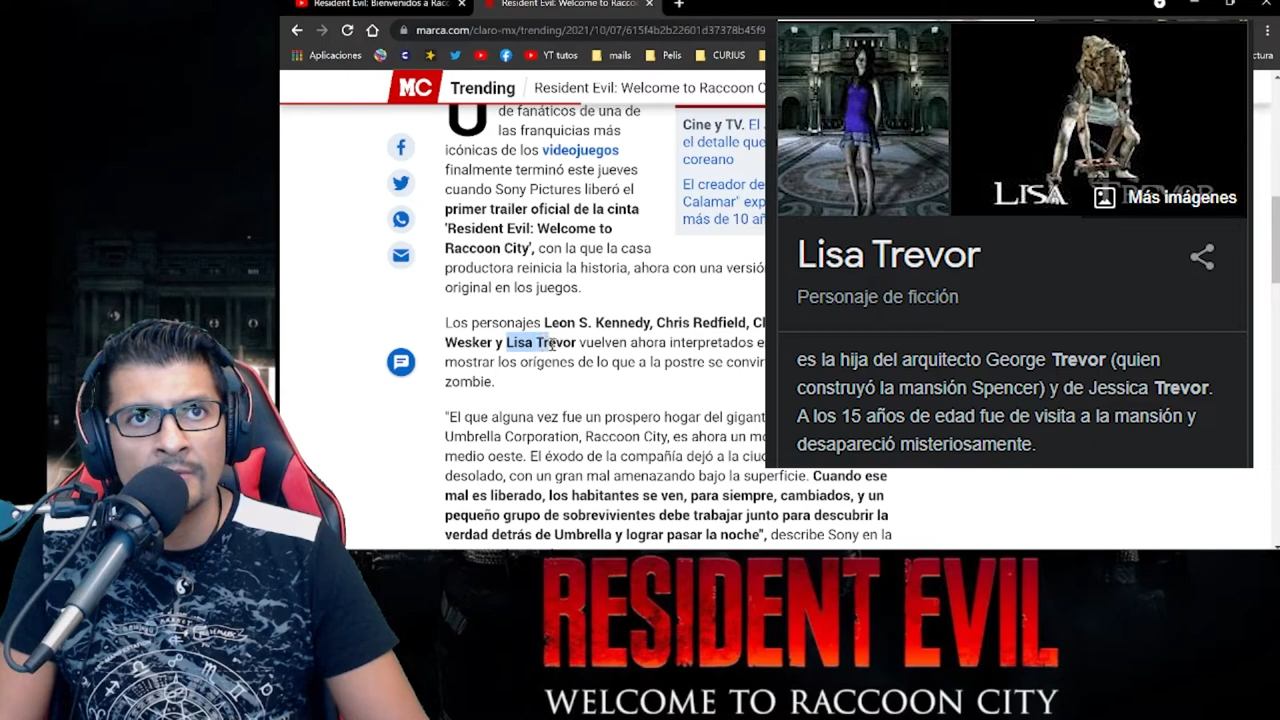 Resident Evil: Bienvenidos a Racc
Resident Evil: Welcome to Racco
marca.com/claro-mx/trending/2021/10/07/615f4b2b22601d37378b45f9
Aplicaciones
YT tutos
mails
Pelis
CURIUS
ctura
MC
Trending
Resident Evil: Welcome to Raccoon C
U
de fanáticos de una de
las franquicias más
icónicas de los videojuegos
finalmente terminó este jueves
cuando Sony Pictures liberó el
primer trailer oficial de la cinta
'Resident Evil: Welcome to
Raccoon City', con la que la casa
productora reinicia la historia, ahora con una versió
original en los juegos.
Cine y TV. El
el detalle que
coreano
El creador de
Calamar" exp
más de 10 añ
Los personajes Leon S. Kennedy, Chris Redfield, Cl
Wesker y Lisa Trevor vuelven ahora interpretados e
mostrar los orígenes de lo que a la postre se convir
zombie.
"El que alguna vez fue un prospero hogar del gigant
Umbrella Corporation, Raccoon City, es ahora un mo
medio oeste. El éxodo de la compañía dejó a la ciu
desolado, con un gran mal amenazando bajo la superficie. Cuando ese
mal es liberado, los habitantes se ven, para siempre, cambiados, y un
pequeño grupo de sobrevivientes debe trabajar junto para descubrir la
verdad detrás de Umbrella y lograr pasar la noche", describe Sony en la
LISA TREVOR
Más imágenes
Lisa Trevor
Personaje de ficción
es la hija del arquitecto George Trevor (quien
construyó la mansión Spencer) y de Jessica Trevor.
A los 15 años de edad fue de visita a la mansión y
desapareció misteriosamente.
RESIDENT EVIL
WELCOME TO RACCOON CITY